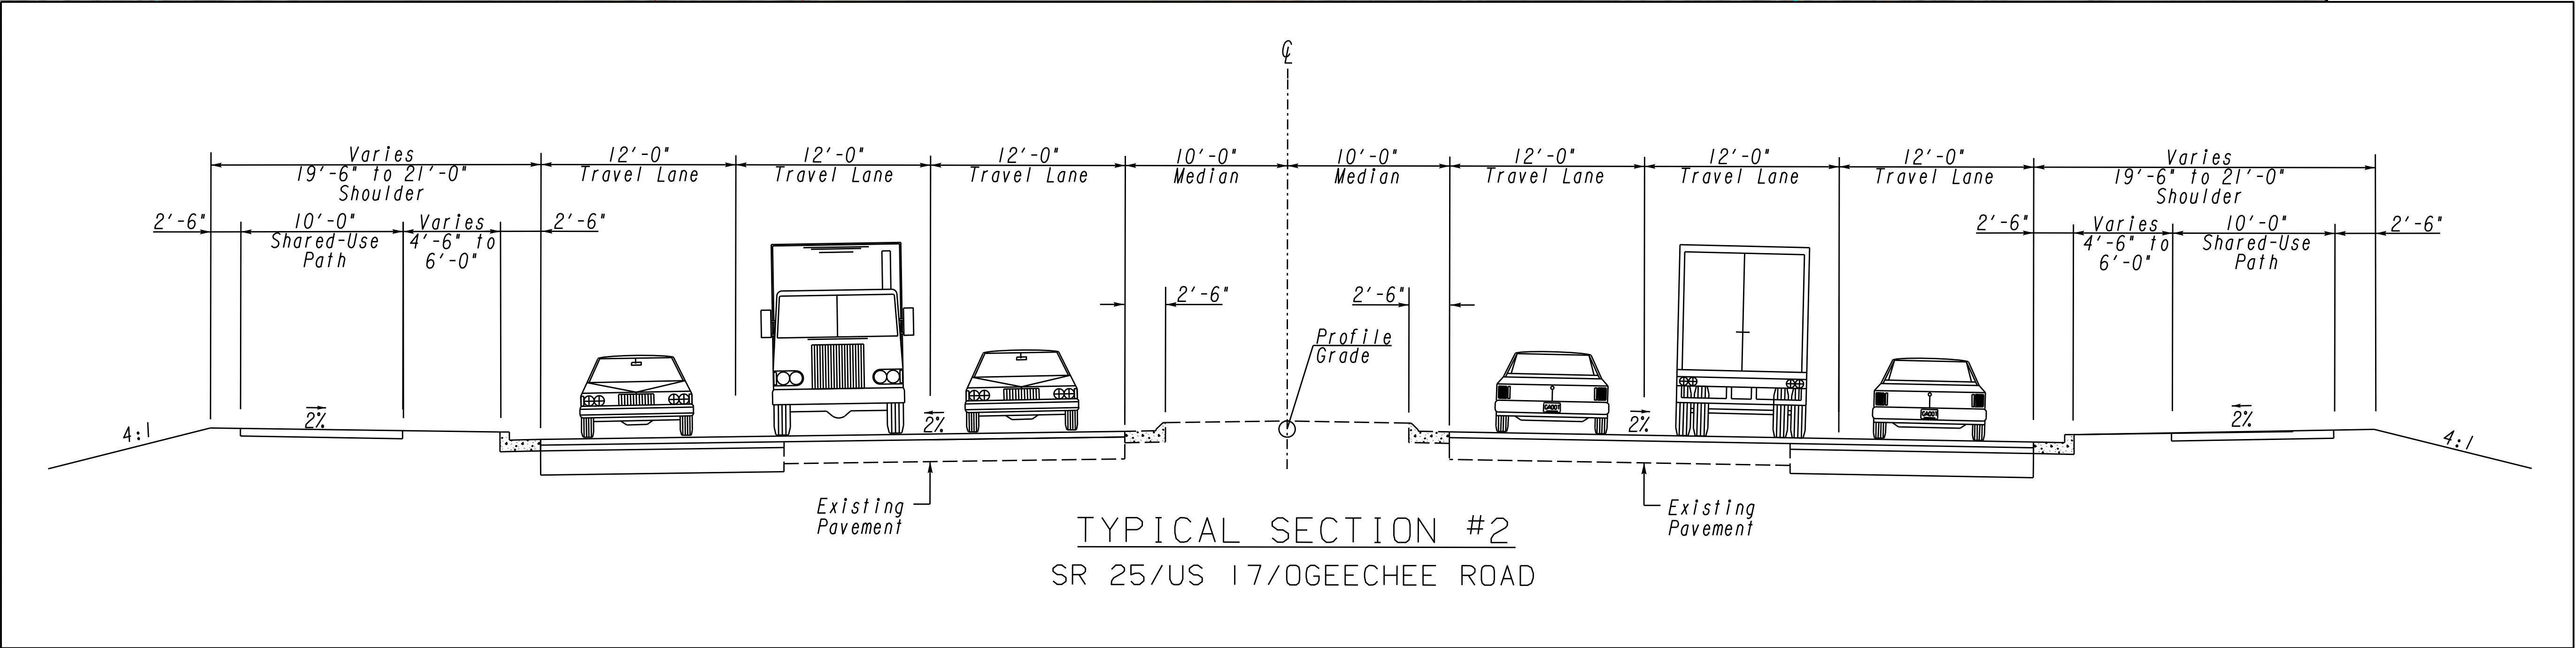 ℄
Varies
19'-6" to 21'-0"
Shoulder
12'-0"
Travel Lane
12'-0"
Travel Lane
12'-0"
Travel Lane
10'-0"
Median
10'-0"
Median
12'-0"
Travel Lane
12'-0"
Travel Lane
12'-0"
Travel Lane
Varies
19'-6" to 21'-0"
Shoulder
2'-6"
10'-0"
Shared-Use
Path
Varies
4'-6" to
6'-0"
2'-6"
2'-6"
2'-6"
2'-6"
Varies
4'-6" to
6'-0"
10'-0"
Shared-Use
Path
2'-6"
Profile
Grade
4:1
2%
2%
2%
2%
4:1
GADOT
GADOT
Existing
Pavement
Existing
Pavement
TYPICAL SECTION #2
SR 25/US 17/OGEECHEE ROAD